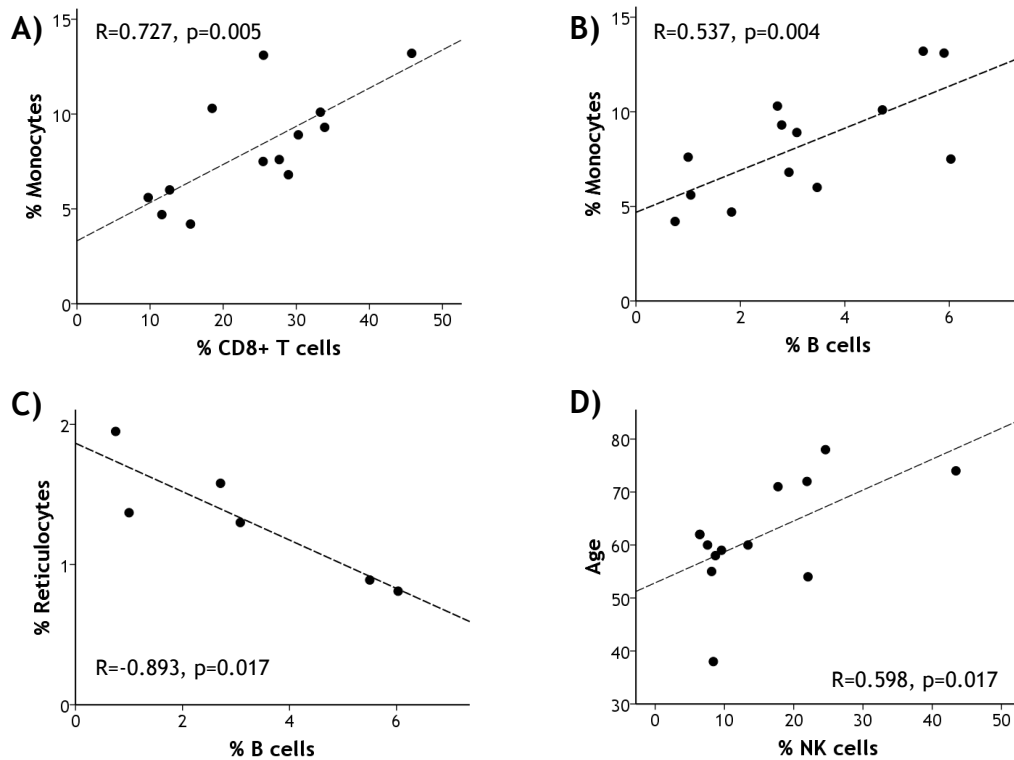 A)
R=0.727, p=0.005
15
10
5
0
0 10 20 30 40 50
% Monocytes
% CD8+ T cells
B)
R=0.537, p=0.004
15
10
5
0
0 2 4 6
% Monocytes
% B cells
C)
2
1
0
0 2 4 6
% Reticulocytes
R=-0.893, p=0.017
% B cells
D)
80
70
60
50
40
30
0 10 20 30 40 50
Age
R=0.598, p=0.017
% NK cells